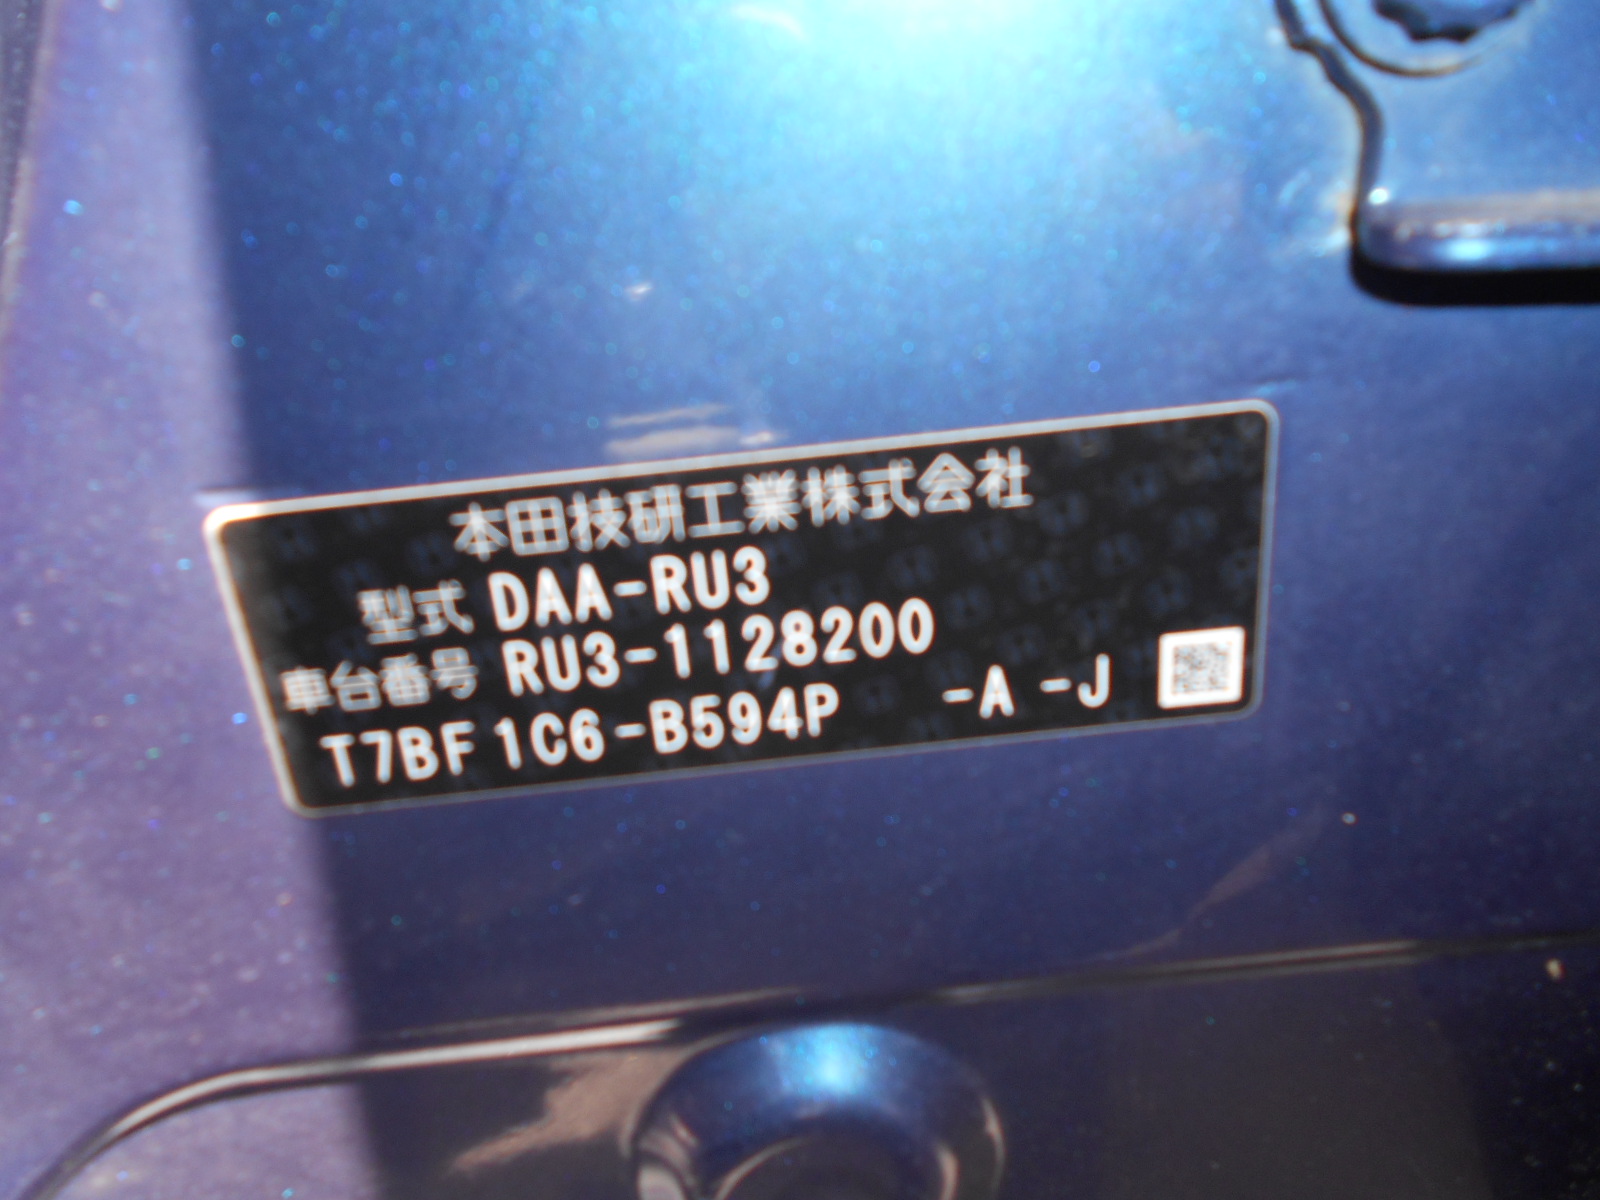 本田技研工業株式会社
型式 DAA-RU3
車台番号 RU3-1128200
T7BF 1C6-B594P -A -J